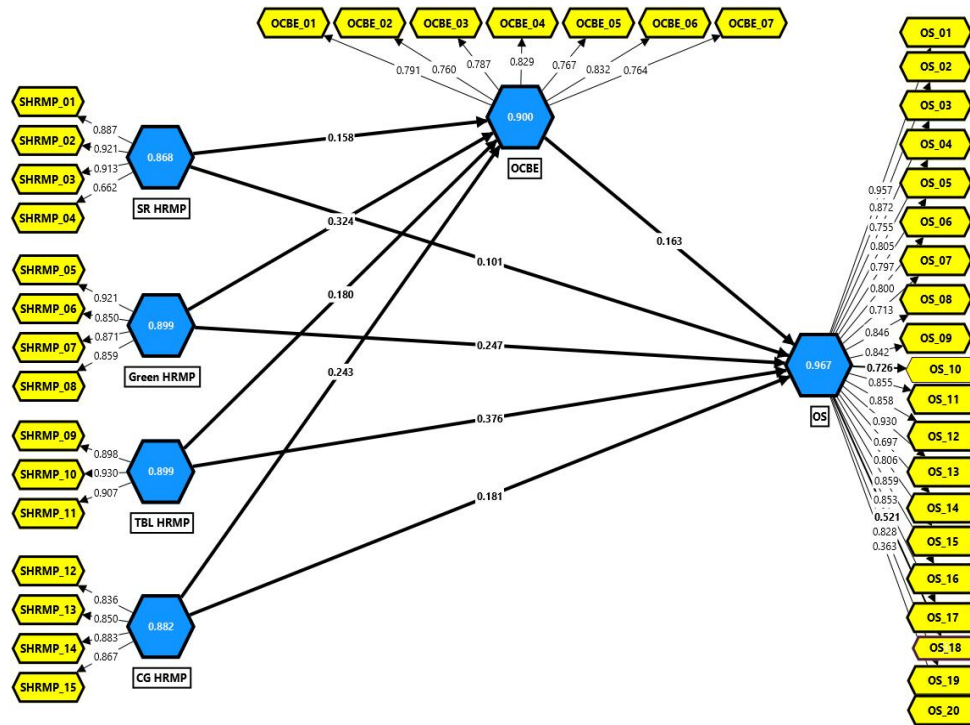 OCBE_01 OCBE_02 OCBE_03 OCBE_04 OCBE_05 OCBE_06 OCBE_07
0.791 0.760 0.787 0.829 0.767 0.832 0.764
0.900
OCBE
SHRMP_01
SHRMP_02
SHRMP_03
SHRMP_04
0.887
0.921
0.913
0.662
0.868
SR HRMP
SHRMP_05
SHRMP_06
SHRMP_07
SHRMP_08
0.921
0.850
0.871
0.859
0.899
Green HRMP
SHRMP_09
SHRMP_10
SHRMP_11
0.898
0.930
0.907
0.899
TBL HRMP
SHRMP_12
SHRMP_13
SHRMP_14
SHRMP_15
0.836
0.850
0.883
0.867
0.882
CG HRMP
0.158
0.324
0.180
0.243
0.163
0.101
0.247
0.376
0.181
0.967
OS
0.957
0.872
0.755
0.805
0.797
0.800
0.713
0.846
0.842
0.726
0.855
0.858
0.930
0.697
0.806
0.859
0.853
0.521
0.828
0.363
OS_01
OS_02
OS_03
OS_04
OS_05
OS_06
OS_07
OS_08
OS_09
OS_10
OS_11
OS_12
OS_13
OS_14
OS_15
OS_16
OS_17
OS_18
OS_19
OS_20